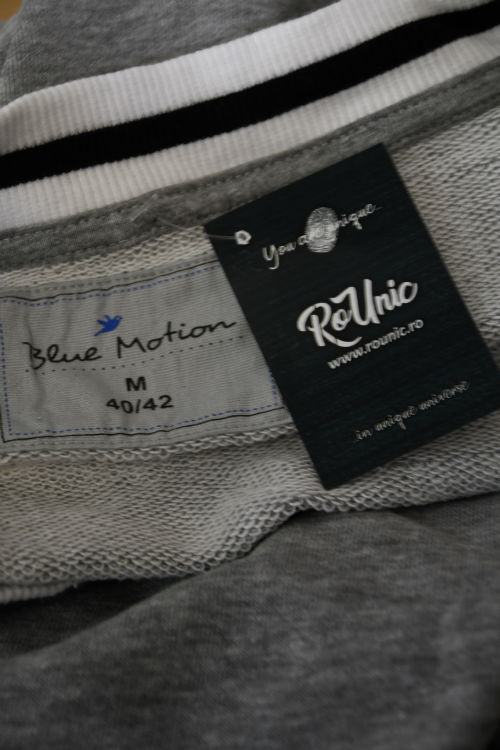 Blue Motion
M
40/42
You are unique...
RoUnic
www.rounic.ro
...in unique universe